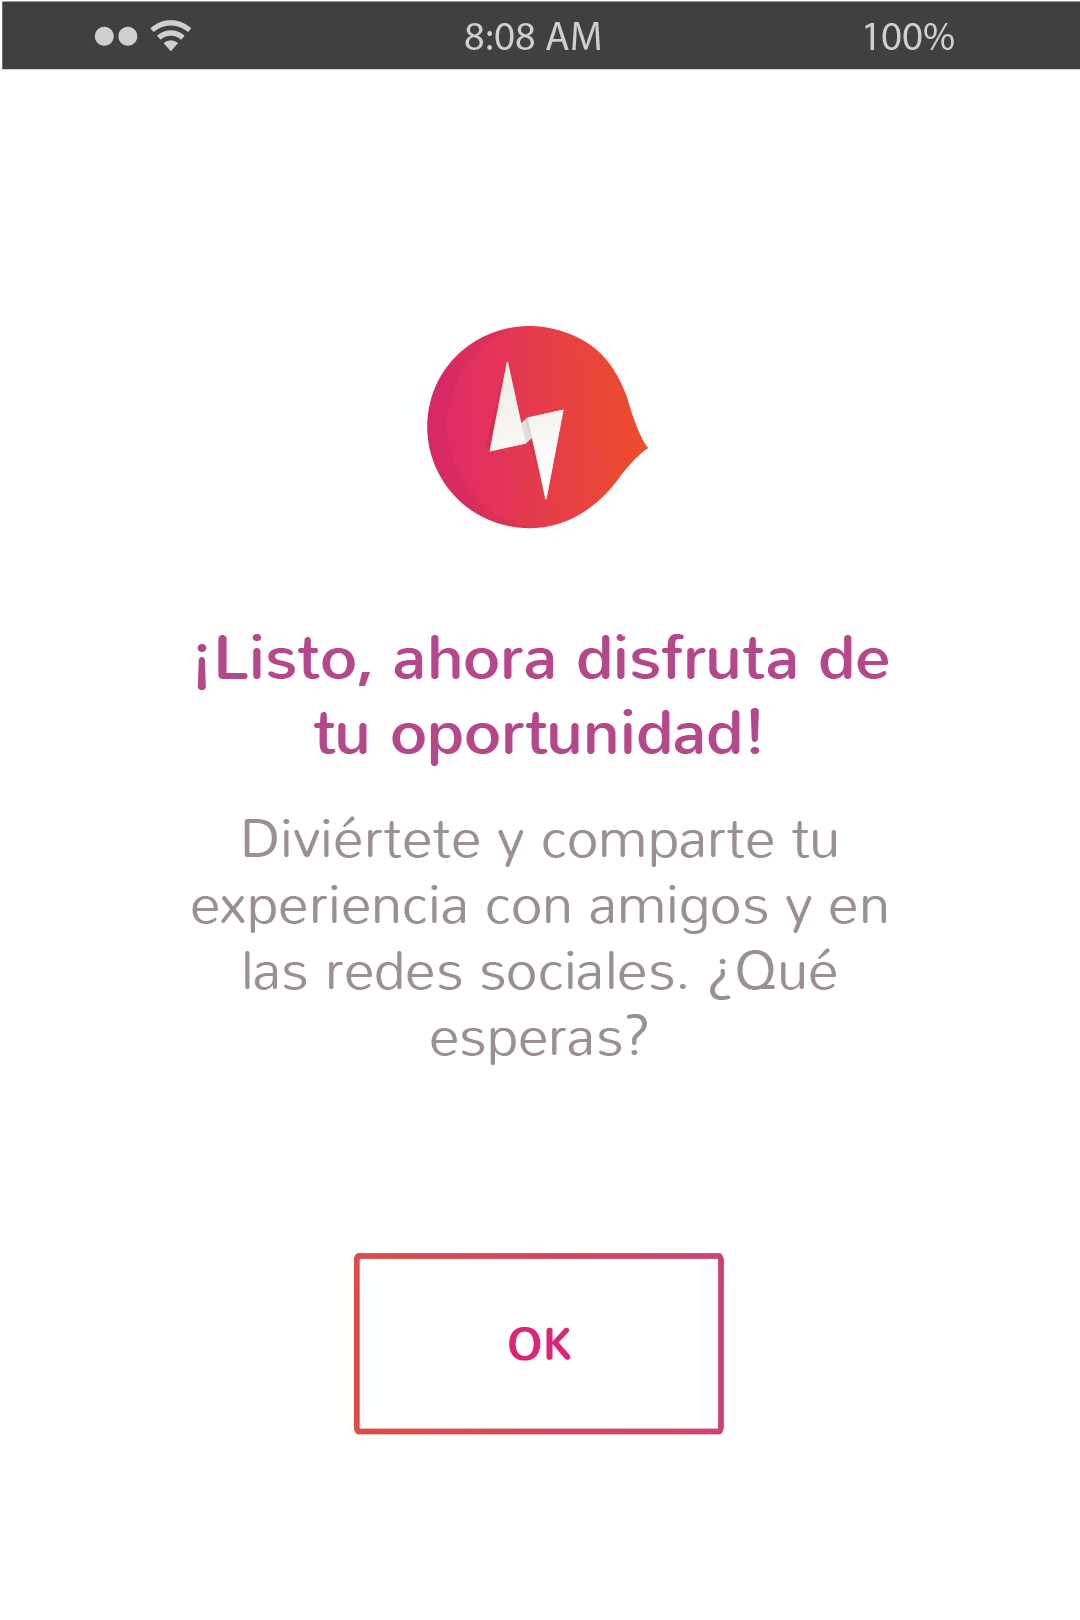 8:08 AM 100%
¡Listo, ahora disfruta de
tu oportunidad!
Diviértete y comparte tu
experiencia con amigos y en
las redes sociales. ¿Qué
esperas?
OK